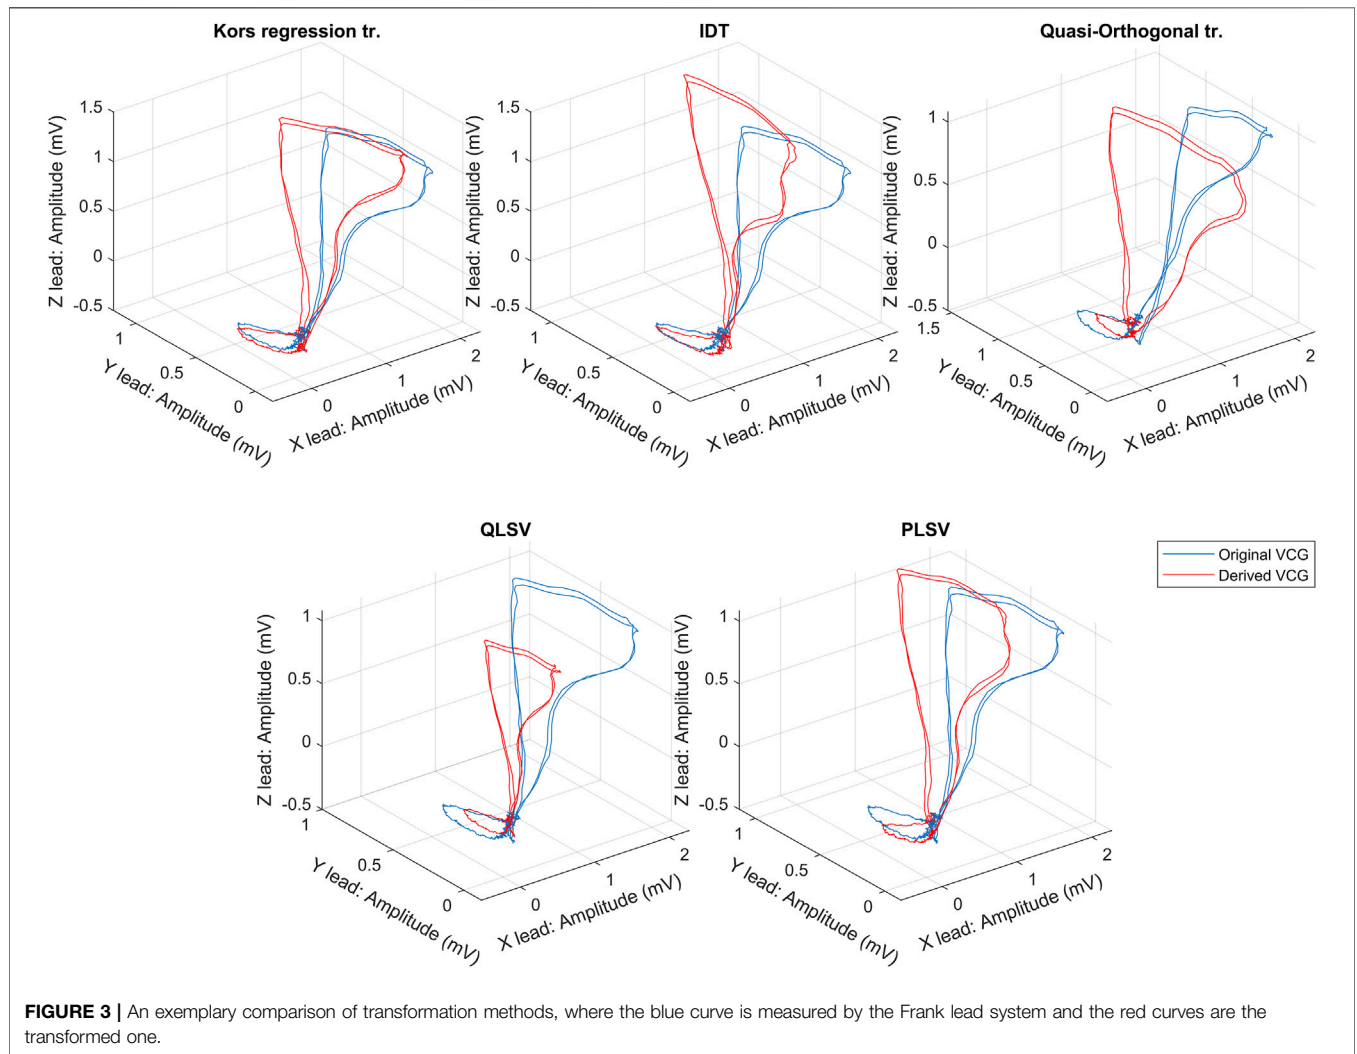 Kors regression tr.
1.5
1
0.5
0
-0.5
Z lead: Amplitude (mV)
1
0.5
0
Y lead: Amplitude (mV)
0
1
2
X lead: Amplitude (mV)
IDT
1.5
1
0.5
0
-0.5
Z lead: Amplitude (mV)
1
0.5
0
Y lead: Amplitude (mV)
0
1
2
X lead: Amplitude (mV)
Quasi-Orthogonal tr.
1
0.5
0
-0.5
Z lead: Amplitude (mV)
1.5
1
0.5
0
Y lead: Amplitude (mV)
0
1
2
X lead: Amplitude (mV)
QLSV
1
0.5
0
-0.5
Z lead: Amplitude (mV)
1
0.5
0
Y lead: Amplitude (mV)
0
1
2
X lead: Amplitude (mV)
PLSV
1
0.5
0
-0.5
Z lead: Amplitude (mV)
1
0.5
0
Y lead: Amplitude (mV)
0
1
2
X lead: Amplitude (mV)
Original VCG
Derived VCG
FIGURE 3 | An exemplary comparison of transformation methods, where the blue curve is measured by the Frank lead system and the red curves are the
transformed one.